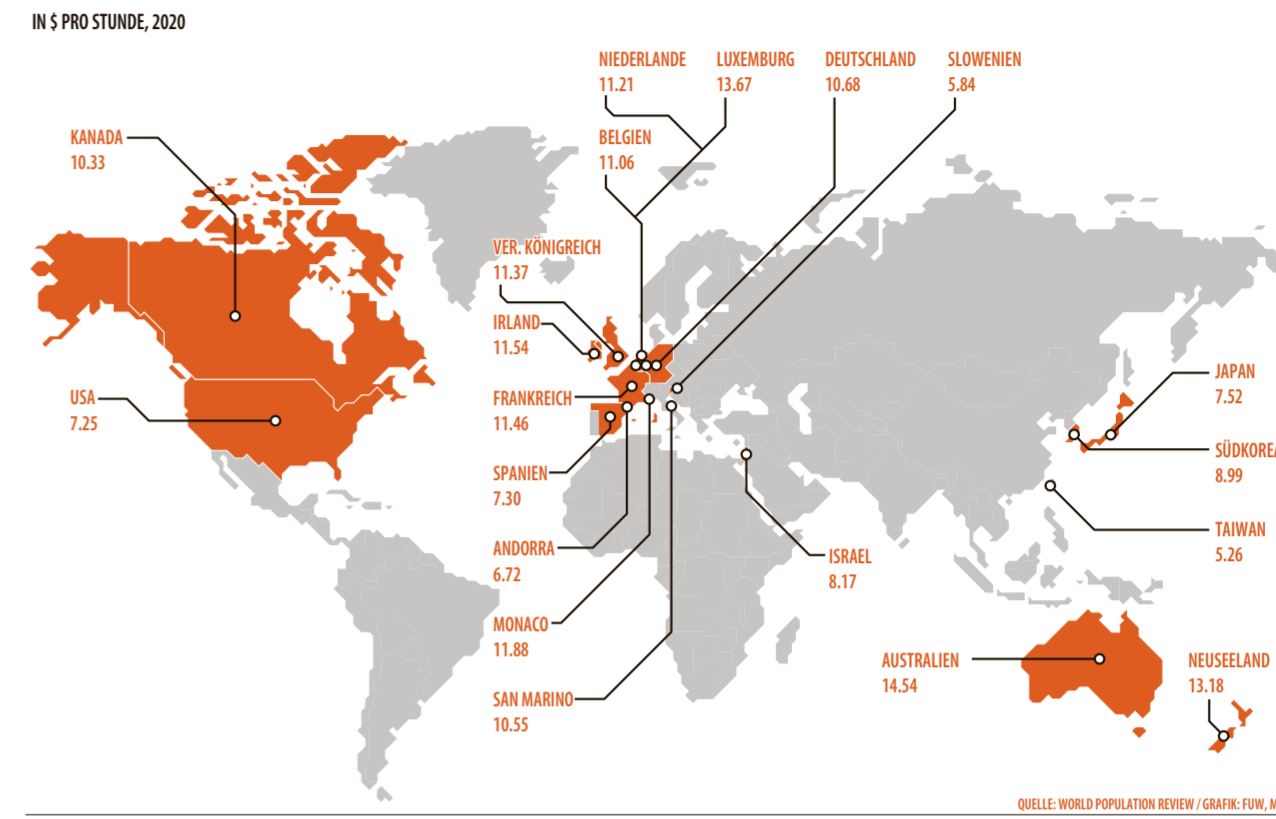 IN $ PRO STUNDE, 2020
NIEDERLANDE
11.21
LUXEMBURG
13.67
DEUTSCHLAND
10.68
SLOWENIEN
5.84
KANADA
10.33
BELGIEN
11.06
VER. KÖNIGREICH
11.37
IRLAND
11.54
USA
7.25
FRANKREICH
11.46
JAPAN
7.52
SÜDKOREA
8.99
SPANIEN
7.30
TAIWAN
5.26
ANDORRA
6.72
ISRAEL
8.17
MONACO
11.88
AUSTRALIEN
14.54
NEUSEELAND
13.18
SAN MARINO
10.55
QUELLE: WORLD POPULATION REVIEW / GRAFIK: FUW, M